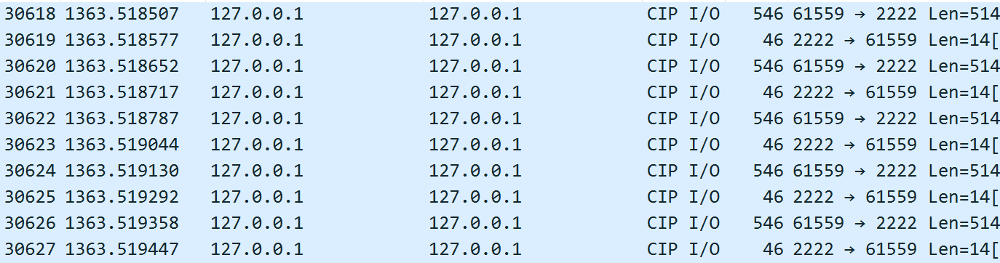 30618 1363.518507 127.0.0.1 127.0.0.1 CIP I/O 546 61559 → 2222 Len=514
30619 1363.518577 127.0.0.1 127.0.0.1 CIP I/O 46 2222 → 61559 Len=14[
30620 1363.518652 127.0.0.1 127.0.0.1 CIP I/O 546 61559 → 2222 Len=514
30621 1363.518717 127.0.0.1 127.0.0.1 CIP I/O 46 2222 → 61559 Len=14[
30622 1363.518787 127.0.0.1 127.0.0.1 CIP I/O 546 61559 → 2222 Len=514
30623 1363.519044 127.0.0.1 127.0.0.1 CIP I/O 46 2222 → 61559 Len=14[
30624 1363.519130 127.0.0.1 127.0.0.1 CIP I/O 546 61559 → 2222 Len=514
30625 1363.519292 127.0.0.1 127.0.0.1 CIP I/O 46 2222 → 61559 Len=14[
30626 1363.519358 127.0.0.1 127.0.0.1 CIP I/O 546 61559 → 2222 Len=514
30627 1363.519447 127.0.0.1 127.0.0.1 CIP I/O 46 2222 → 61559 Len=14[